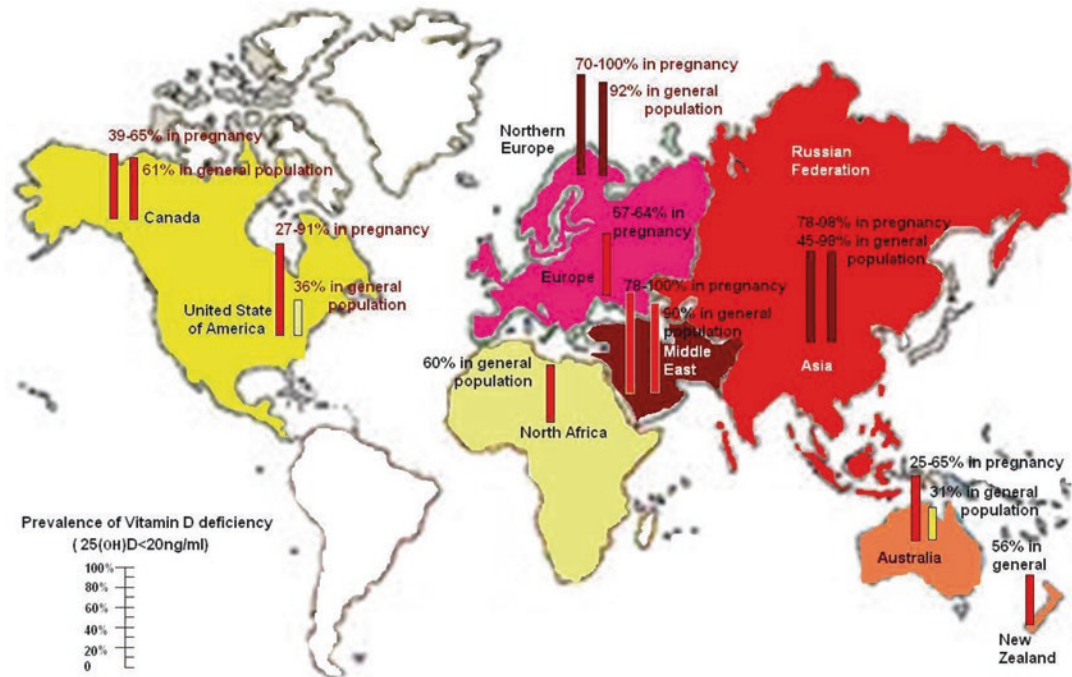 70-100% in pregnancy
92% in general
population
Northern
Europe
39-65% in pregnancy
61% in general population
Canada
27-91% in pregnancy
36% in general
population
United State
of America
Russian
Federation
57-64% in
pregnancy
Europe
78-98% in pregnancy
45-98% in general
population
Asia
78-100% in pregnancy
90% in general
population
Middle
East
60% in general
population
North Africa
25-65% in pregnancy
31% in general
population
Australia
56% in
general
New
Zealand
Prevalence of Vitamin D deficiency
( 25(OH)D<20ng/ml)
100%
80%
60%
40%
20%
0